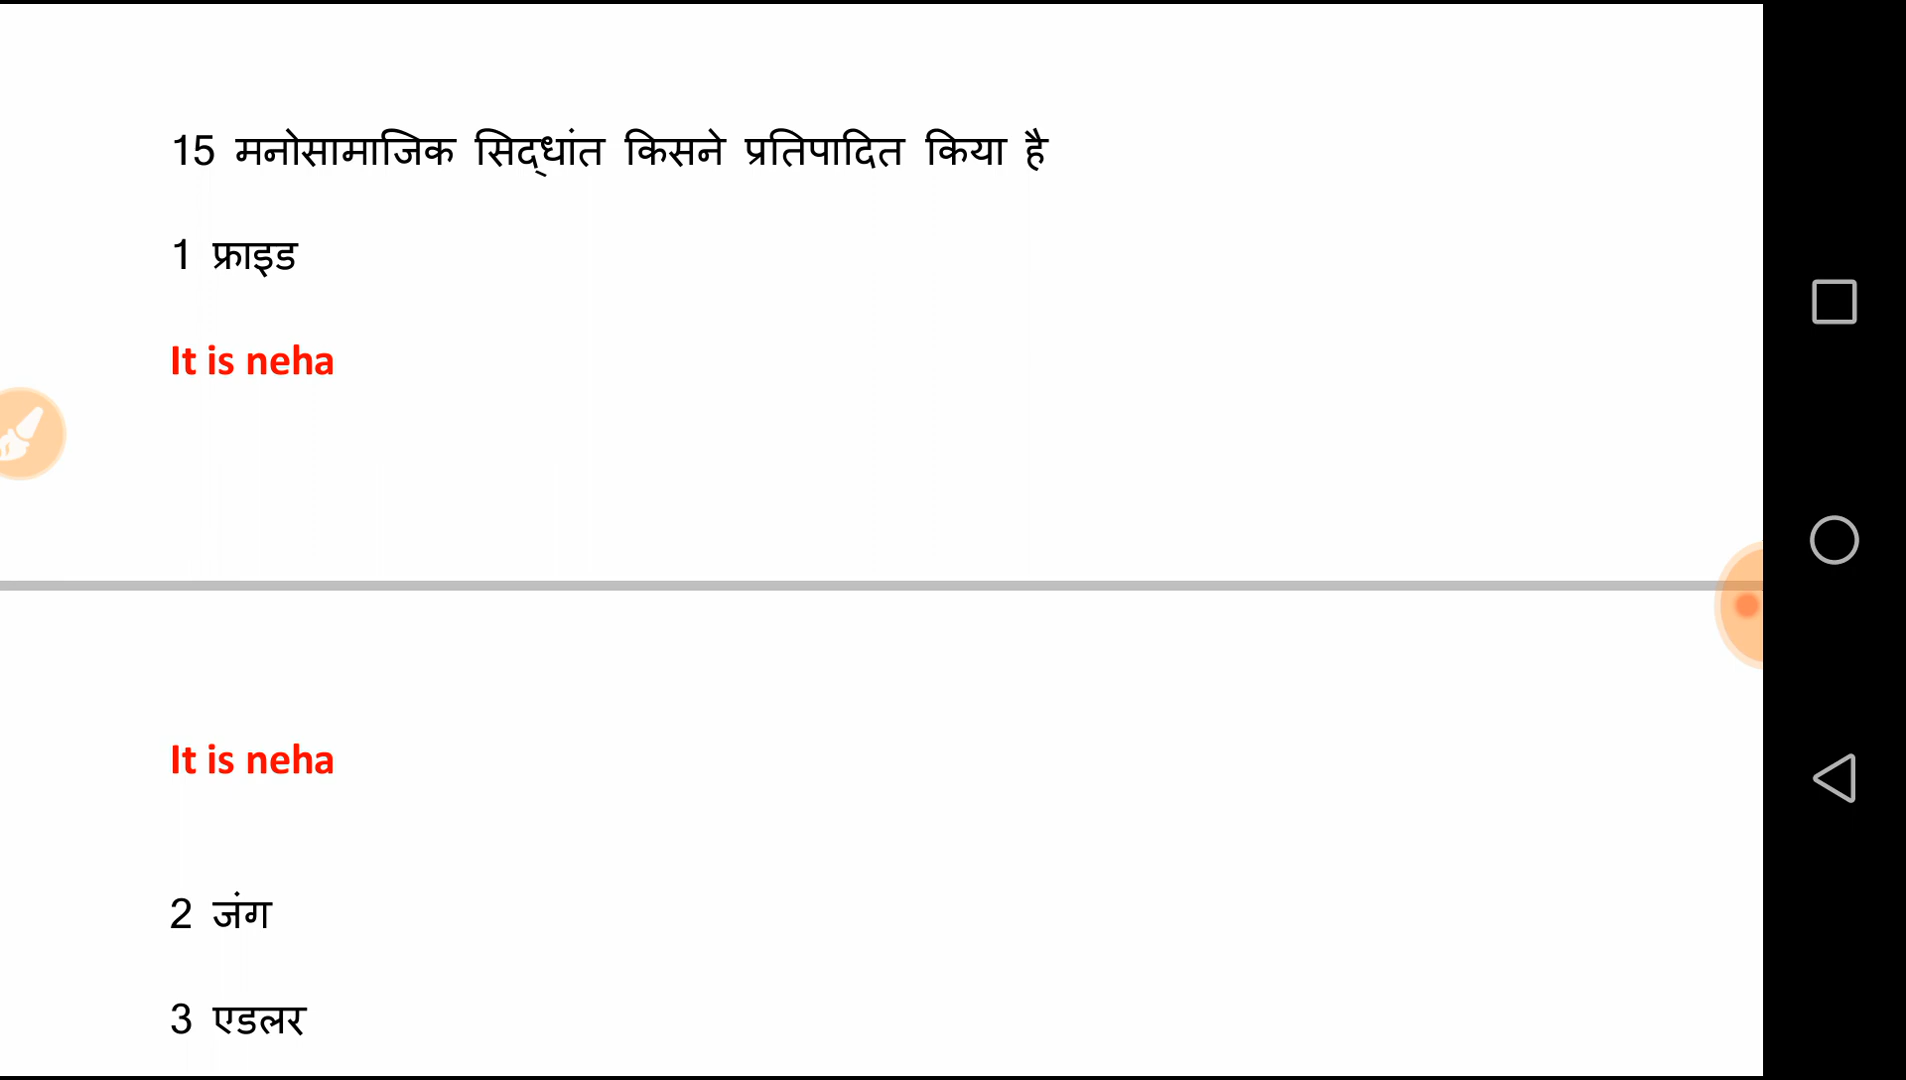 15 मनोसामाजिक सिद्धांत किसने प्रतिपादित किया है
1 फ्राइड
It is neha
It is neha
2 जंग
3 एडलर